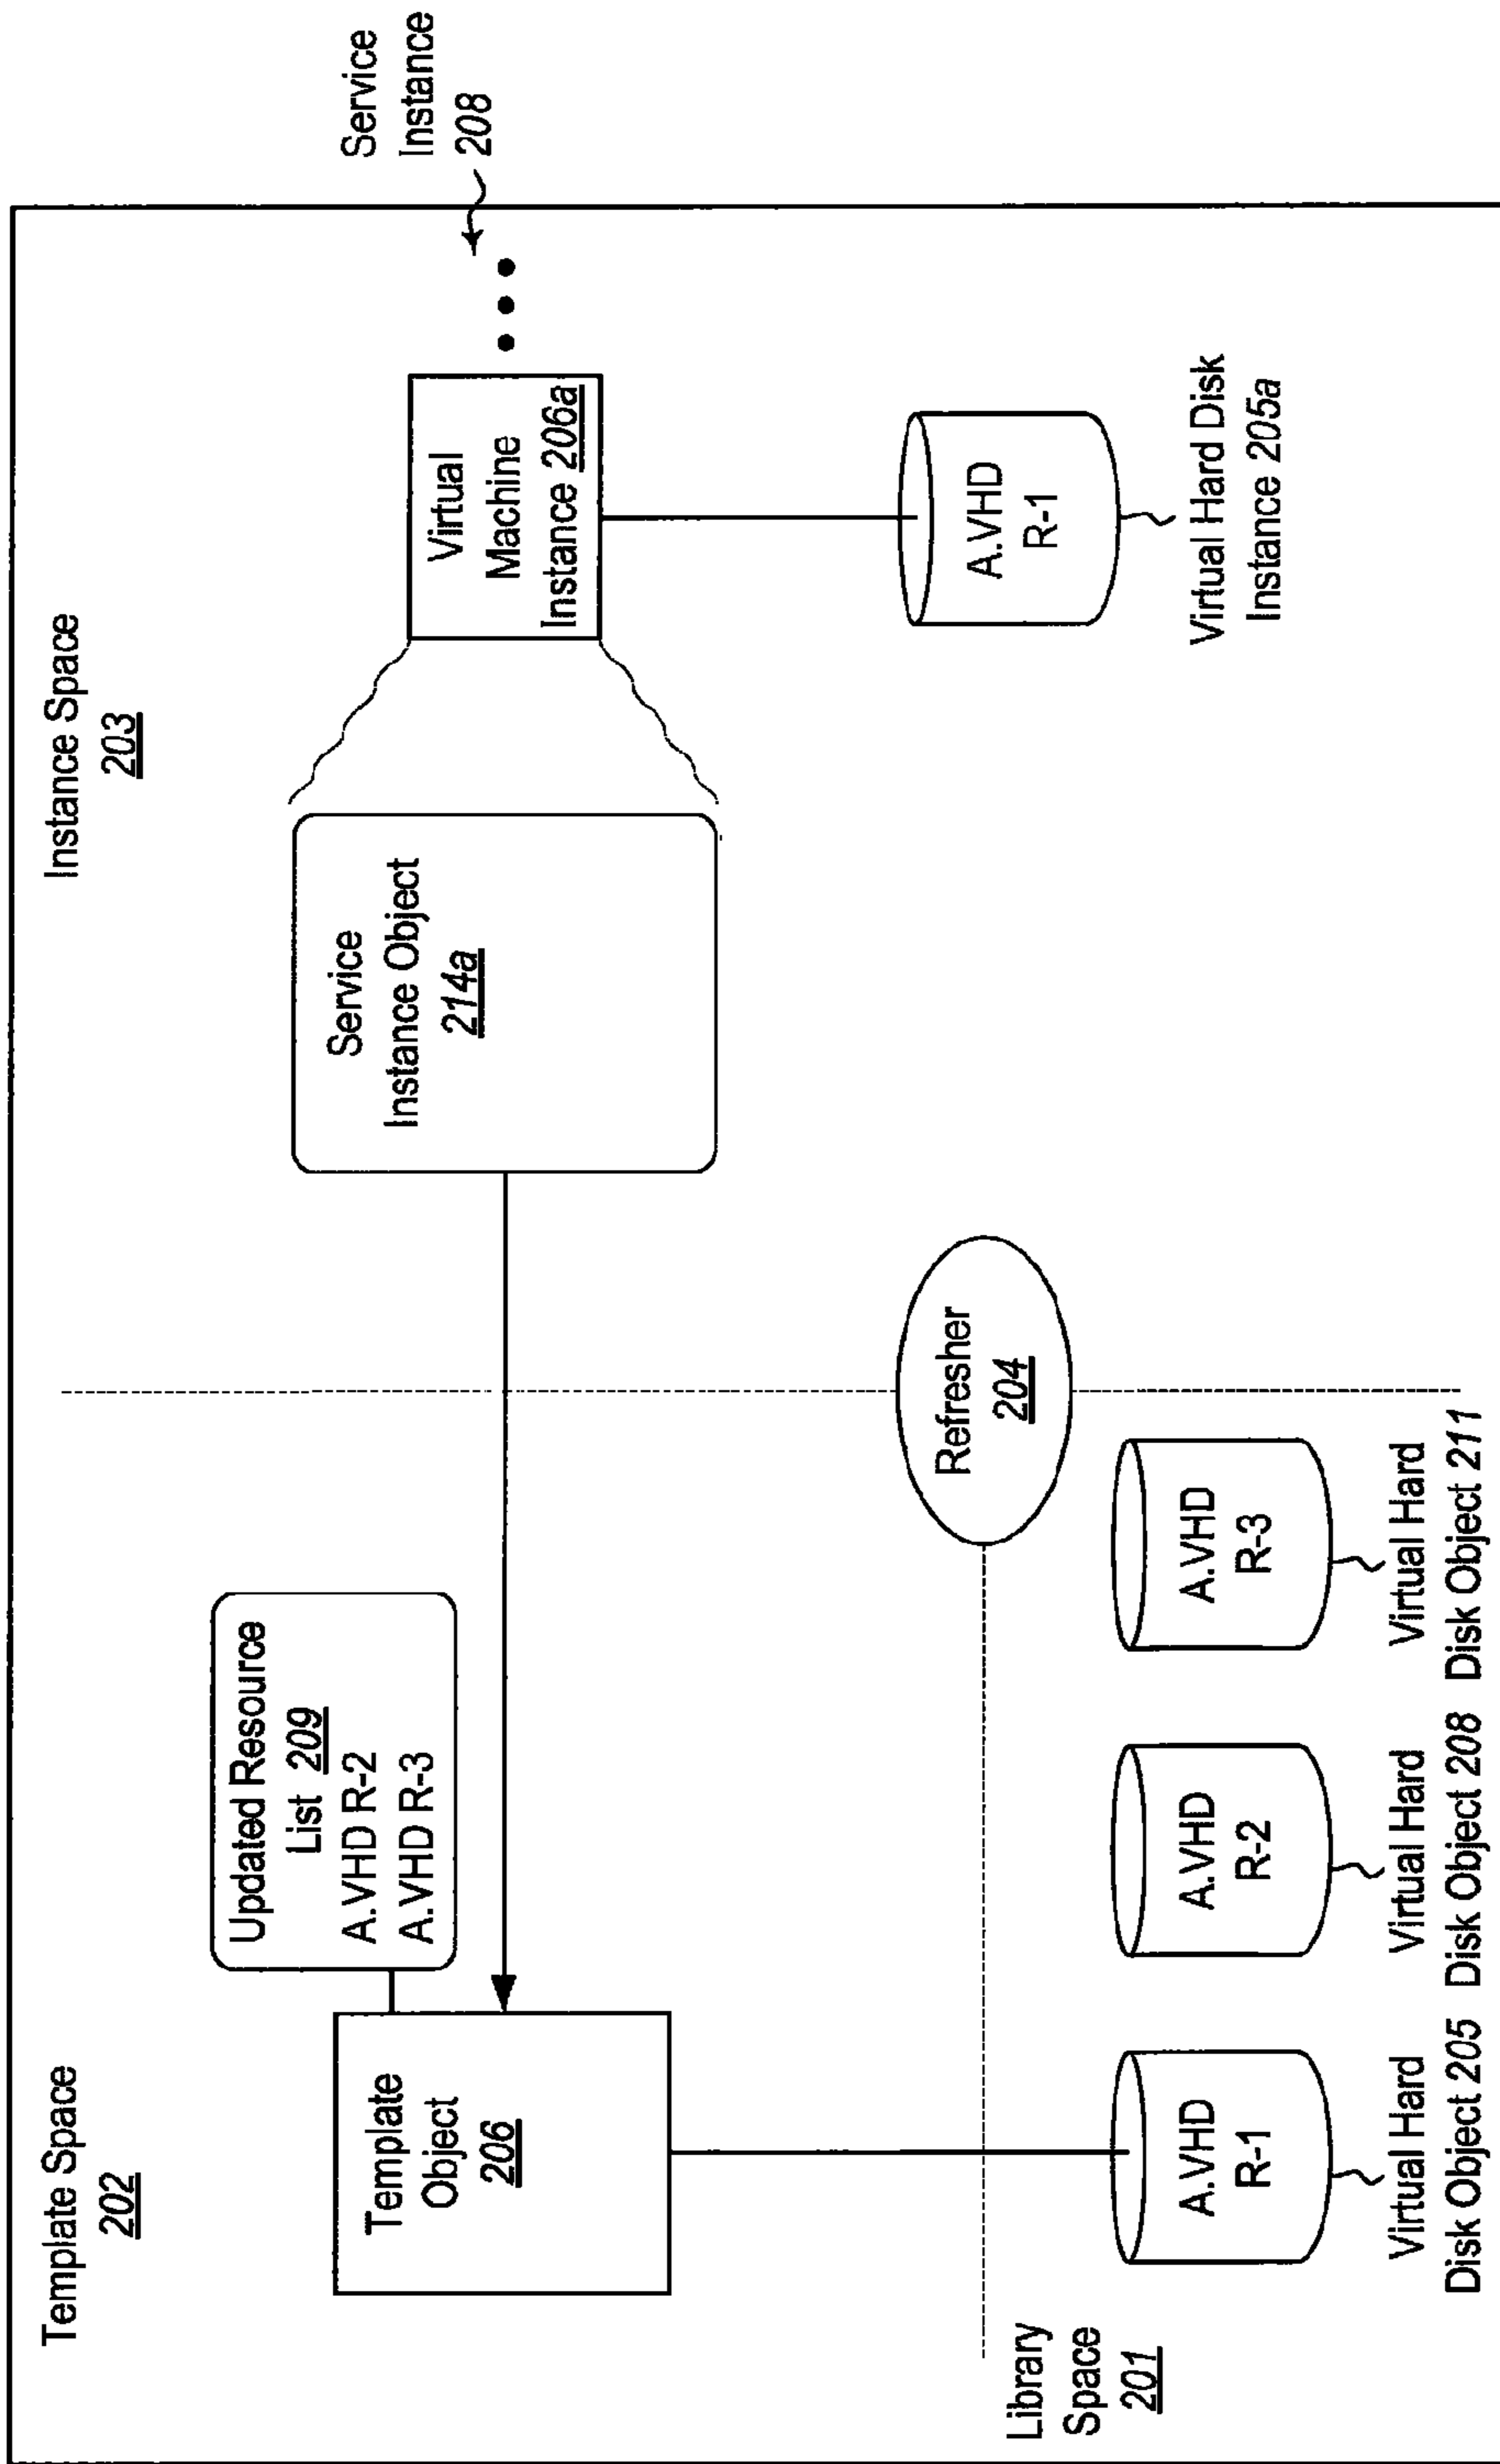 Template Space
202
Instance Space
203
Updated Resource
List 209
A.VHD R-2
A.VHD R-3
Template
Object
206
Service
Instance Object
214a
Virtual
Machine
Instance 206a
Service
Instance
208
Refresher
204
A.VHD
R-1
Virtual Hard Disk
Instance 205a
Library
Space
201
A.VHD
R-1
Virtual Hard
Disk Object 205
A.VHD
R-2
Virtual Hard
Disk Object 208
A.VHD
R-3
Virtual Hard
Disk Object 211